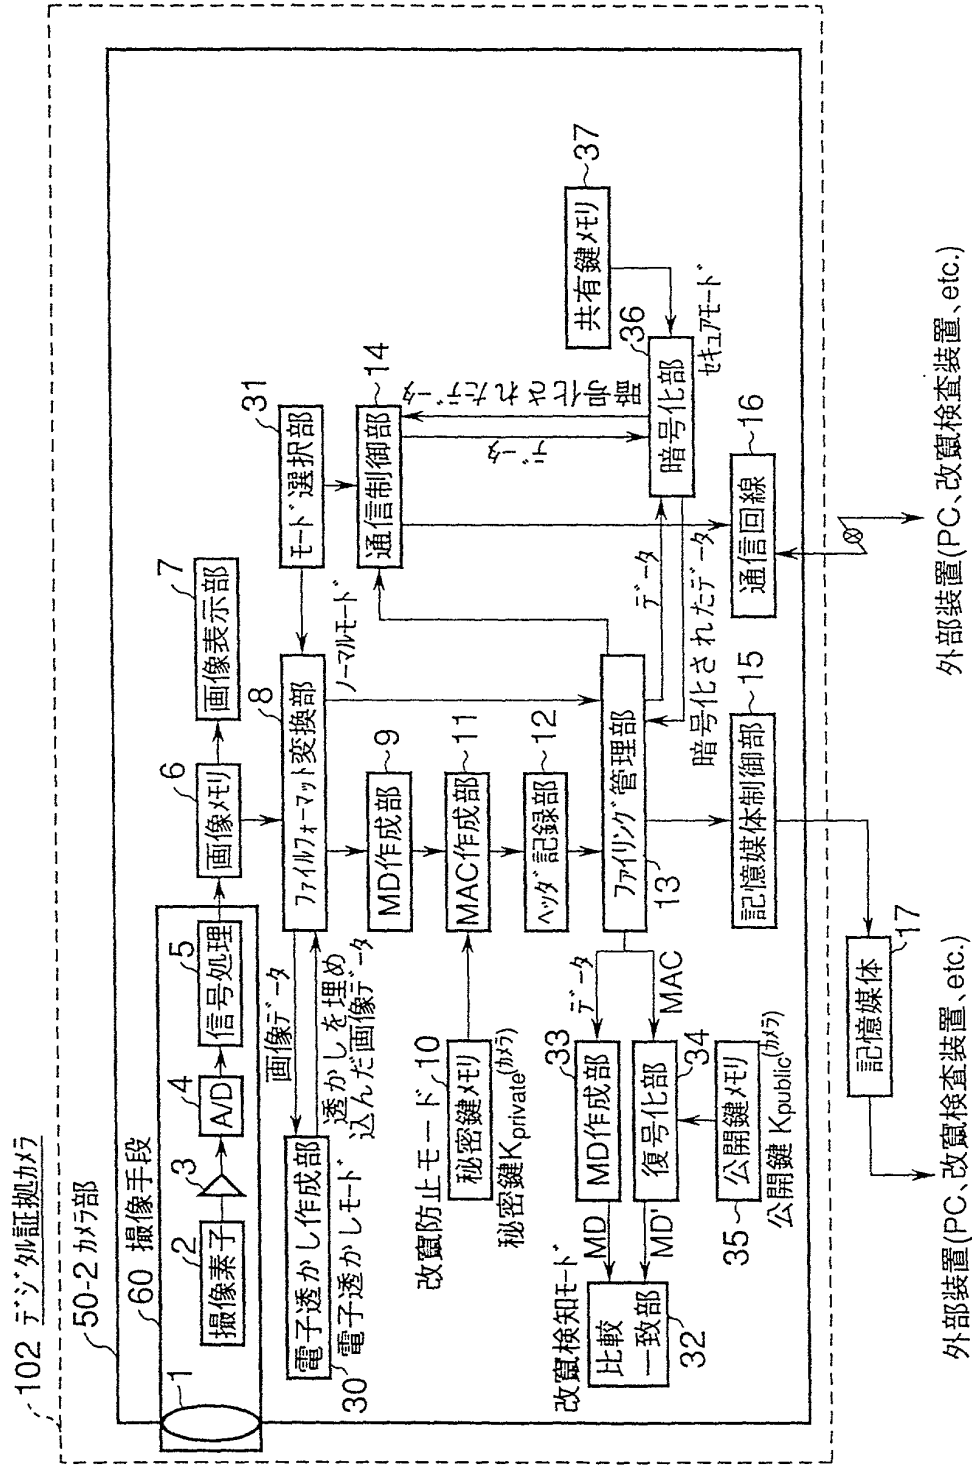 102 デジタル証拠カメラ
50-2 カメラ部
60 撮像手段
1
2
撮像素子
3
4
A/D
5
信号処理
6
画像メモリ
7
画像表示部
画像データ
透かしを埋め
込んだ画像データ
8
ファイルフォーマット変換部
31
モード選択部
電子透かし作成部
30
電子透かしモード
ノーマルモード
9
MD作成部
14
通信制御部
改竄防止モード
10
秘密鍵メモリ
秘密鍵Kprivate(カメラ)
11
MAC作成部
12
ヘッダ記録部
データ
暗号化されたデータ
37
共有鍵メモリ
36
暗号化部
セキュアモード
改竄検知モード
比較
一致部
32
MD
MD'
33
MD作成部
34
復号化部
データ
MAC
35
公開鍵メモリ
公開鍵 Kpublic(カメラ)
13
ファイリング管理部
データ
暗号化されたデータ
15
記憶媒体制御部
16
通信回線
17
記憶媒体
外部装置(PC、改竄検査装置、etc.)
外部装置(PC、改竄検査装置、etc.)